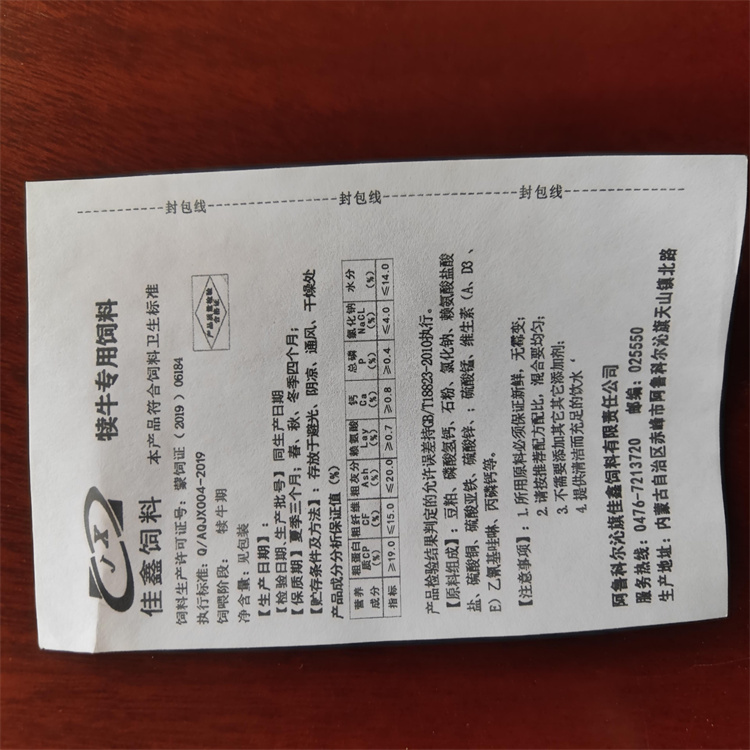 封包线 封包线 封包线
JX
犊牛专用饲料
佳鑫饲料
本产品符合饲料卫生标准
饲料生产许可证号：蒙饲证（2019）06184
执行标准：Q/AQJX004-2019
饲喂阶段： 犊牛期
产品质量检验
合格证
净含量：见包装
【生产日期】：
【检验日期、生产批号】同生产日期
【保质期】夏季三个月；春、秋、冬季四个月；
【贮存条件及方法】：存放于避光、阴凉、通风、干燥处
产品成分分析保证值（%）
营养成分 粗蛋白质CP（%） 粗纤维CF（%） 粗灰分Ash（%） 赖氨酸Lay（%） 钙Ca（%） 总磷P（%） 氯化钠NaCL（%） 水分（%）
指标 ≥19.0 ≤15.0 ≤20.0 ≥0.7 ≥0.8 ≥0.4 ≤4.0 ≤14.0
产品检验结果判定的允许误差持GB/T18823-2010执行。
【原料组成】：豆粕、磷酸氢钙、石粉、氯化钠、赖氨酸盐酸
盐、硫酸铜、硫酸亚铁、硫酸锌、；硫酸锰、维生素（A、D3、
E）乙氧基喹啉、丙磷钙等。
【注意事项】：1.所用原料必须保证新鲜，无霉变；
2.请按推荐配方配比，混合要均匀；
3.不需要添加其它其它添加剂；
4.提供清洁而充足的饮水‘
阿鲁科尔沁旗佳鑫饲料有限责任公司
服务热线：0476-7213720 邮编：025550
生产地址：内蒙古自治区赤峰市阿鲁科尔沁旗天山镇北路